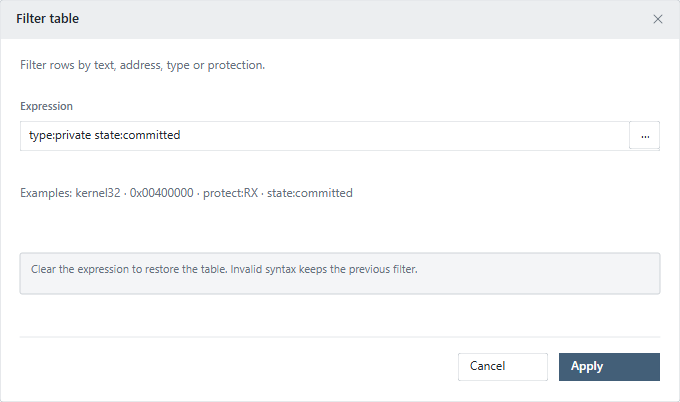 Filter table
Filter rows by text, address, type or protection.
Expression
type:private state:committed
...
Examples: kernel32 · 0x00400000 · protect:RX · state:committed
Clear the expression to restore the table. Invalid syntax keeps the previous filter.
Cancel
Apply